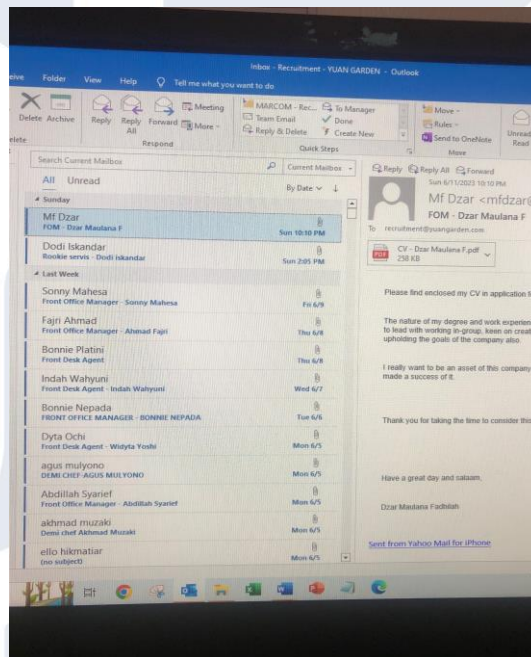 Inbox - Recruitment - YUAN GARDEN - Outlook
eive Folder View Help Tell me what you want to do
Delete Archive Reply Reply All Forward Meeting More
elete Respond
MARCOM - Rec... To Manager
Team Email Done
Reply & Delete Create New
Quick Steps
Move
Rules
Send to OneNote
Move
Unread
Read
Search Current Mailbox Current Mailbox
All Unread By Date
Sunday
Mf Dzar
FOM - Dzar Maulana F Sun 10:10 PM
Dodi Iskandar
Rookie servis - Dodi iskandar Sun 2:05 PM
Last Week
Sonny Mahesa
Front Office Manager - Sonny Mahesa Fri 6/9
Fajri Ahmad
Front Office Manager - Ahmad Fajri Thu 6/8
Bonnie Platini
Front Desk Agent Thu 6/8
Indah Wahyuni
Front Desk Agent - Indah Wahyuni Wed 6/7
Bonnie Nepada
FRONT OFFICE MANAGER - BONNIE NEPADA Tue 6/6
Dyta Ochi
Front Desk Agent - Widyta Yoshi Mon 6/5
agus mulyono
DEMI CHEF-AGUS MULYONO Mon 6/5
Abdillah Syarief
Front Office Manager - Abdillah Syarief Mon 6/5
akhmad muzaki
Demi chef Akhmad Muzaki Mon 6/5
ello hikmatiar
(no subject) Mon 6/5
Reply Reply All Forward
Sun 6/11/2023 10:10 PM
Mf Dzar <mfdzar@
FOM - Dzar Maulana F
To recruitment@yuangarden.com
PDF
CV - Dzar Maulana F.pdf
258 KB
Please find enclosed my CV in application f
The nature of my degree and work experien
to lead with working in-group, keen on creat
upholding the goals of the company also.
I really want to be an asset of this company
made a success of it.
Thank you for taking the time to consider this
Have a great day and salaam,
Dzar Maulana Fadhilah
Sent from Yahoo Mail for iPhone